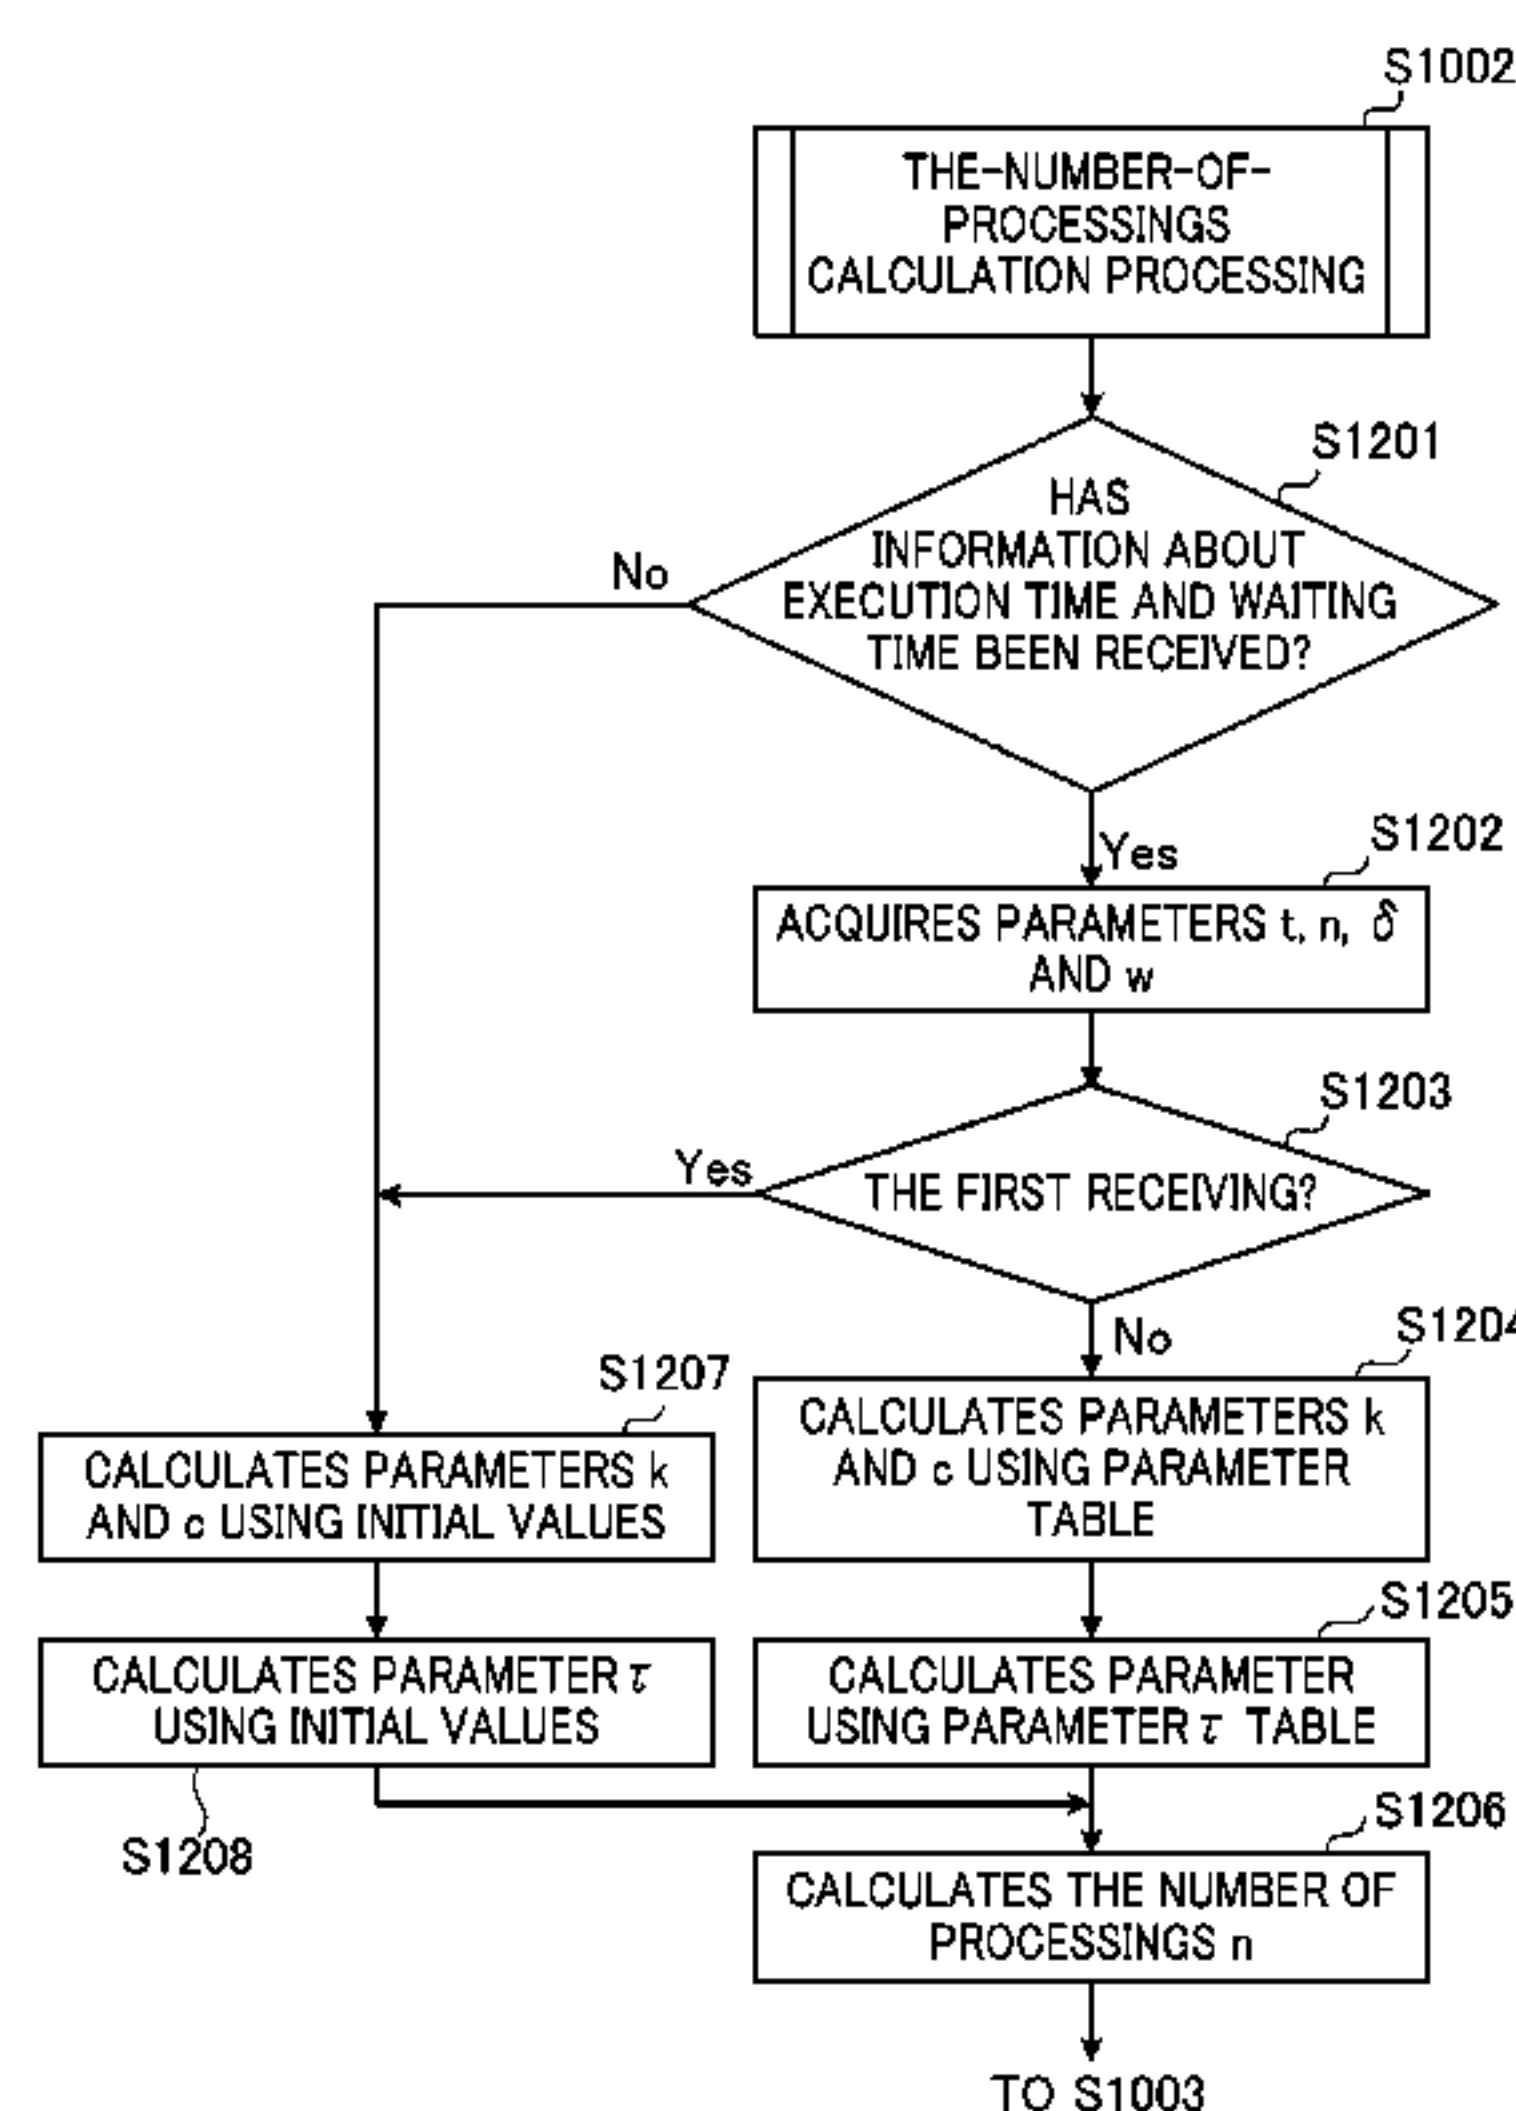 S1002
THE-NUMBER-OF-
PROCESSINGS
CALCULATION PROCESSING
S1201
HAS
INFORMATION ABOUT
EXECUTION TIME AND WAITING
TIME BEEN RECEIVED?
No
Yes
S1202
ACQUIRES PARAMETERS t, n, δ
AND w
S1203
THE FIRST RECEIVING?
Yes
No
S1204
CALCULATES PARAMETERS k
AND c USING PARAMETER
TABLE
S1207
CALCULATES PARAMETERS k
AND c USING INITIAL VALUES
S1205
CALCULATES PARAMETER
USING PARAMETER τ TABLE
CALCULATES PARAMETER τ
USING INITIAL VALUES
S1208
S1206
CALCULATES THE NUMBER OF
PROCESSINGS n
TO S1003